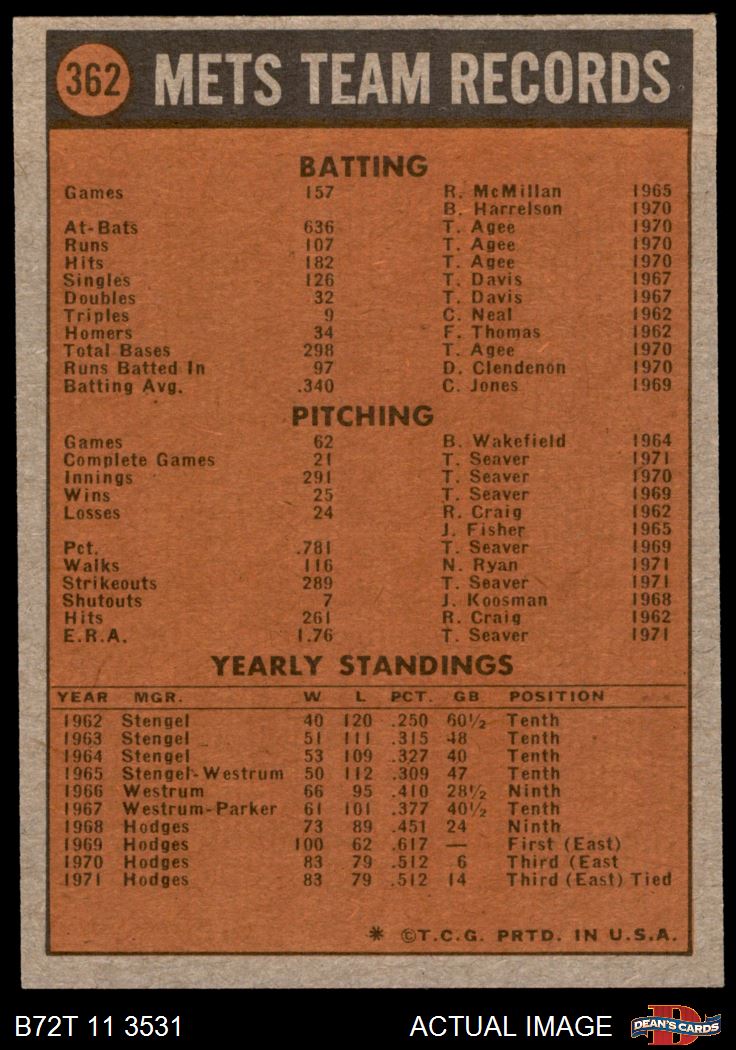 362 METS TEAM RECORDS
BATTING
Games 157 R. McMillan 1965
B. Harrelson 1970
At-Bats 636 T. Agee 1970
Runs 107 T. Agee 1970
Hits 182 T. Agee 1970
Singles 126 T. Davis 1967
Doubles 32 T. Davis 1967
Triples 9 C. Neal 1962
Homers 34 F. Thomas 1962
Total Bases 298 T. Agee 1970
Runs Batted In 97 D. Clendenon 1970
Batting Avg. .340 C. Jones 1969
PITCHING
Games 62 B. Wakefield 1964
Complete Games 21 T. Seaver 1971
Innings 291 T. Seaver 1970
Wins 25 T. Seaver 1969
Losses 24 R. Craig 1962
J. Fisher 1965
Pct. .781 T. Seaver 1969
Walks 116 N. Ryan 1971
Strikeouts 289 T. Seaver 1971
Shutouts 7 J. Koosman 1968
Hits 261 R. Craig 1962
E.R.A. 1.76 T. Seaver 1971
YEARLY STANDINGS
YEAR MGR. W L PCT. GB POSITION
1962 Stengel 40 120 .250 60½ Tenth
1963 Stengel 51 111 .315 48 Tenth
1964 Stengel 53 109 .327 40 Tenth
1965 Stengel-Westrum 50 112 .309 47 Tenth
1966 Westrum 66 95 .410 28½ Ninth
1967 Westrum-Parker 61 101 .377 40½ Tenth
1968 Hodges 73 89 .451 24 Ninth
1969 Hodges 100 62 .617 — First (East)
1970 Hodges 83 79 .512 6 Third (East
1971 Hodges 83 79 .512 14 Third (East) Tied
* ©T.C.G. PRTD. IN U.S.A.
B72T 11 3531 ACTUAL IMAGE DEAN'S CARDS